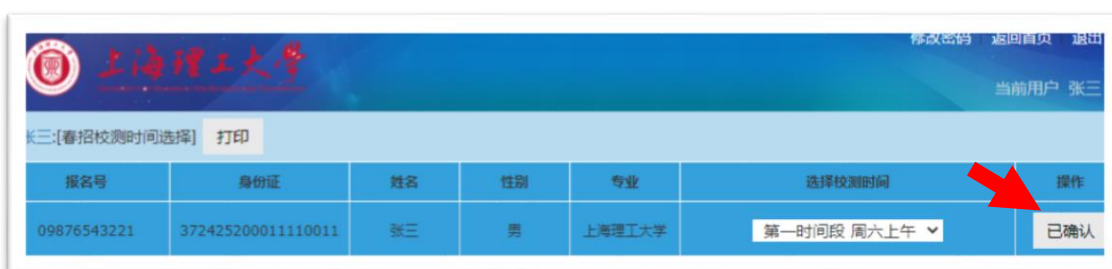 上海理工大学
修改密码 返回首页 退出
当前用户 张三
张三:[春招校测时间选择] 打印
报名号 身份证 姓名 性别 专业 选择校测时间 操作
09876543221 372425200011110011 张三 男 上海理工大学 第一时间段 周六上午 已确认